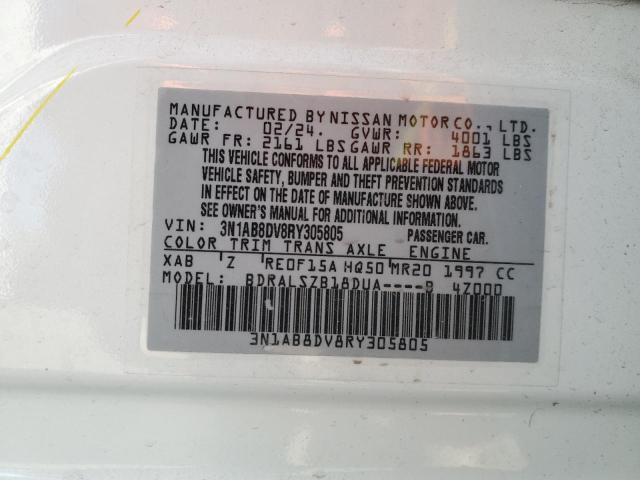 MANUFACTURED BY NISSAN MOTOR CO., LTD.
DATE: 02/24. GVWR: 4001 LBS
GAWR FR: 2161 LBS GAWR RR: 1863 LBS
THIS VEHICLE CONFORMS TO ALL APPLICABLE FEDERAL MOTOR
VEHICLE SAFETY, BUMPER AND THEFT PREVENTION STANDARDS
IN EFFECT ON THE DATE OF MANUFACTURE SHOWN ABOVE.
SEE OWNER'S MANUAL FOR ADDITIONAL INFORMATION.
VIN: 3N1AB8DV8RY305805 PASSENGER CAR.
COLOR TRIM TRANS AXLE ENGINE
XAB Z RE0F15A HQ50 MR20 1997 CC
MODEL: BDRALSZB18DUA----B 4Z000
3N1AB8DV8RY305805